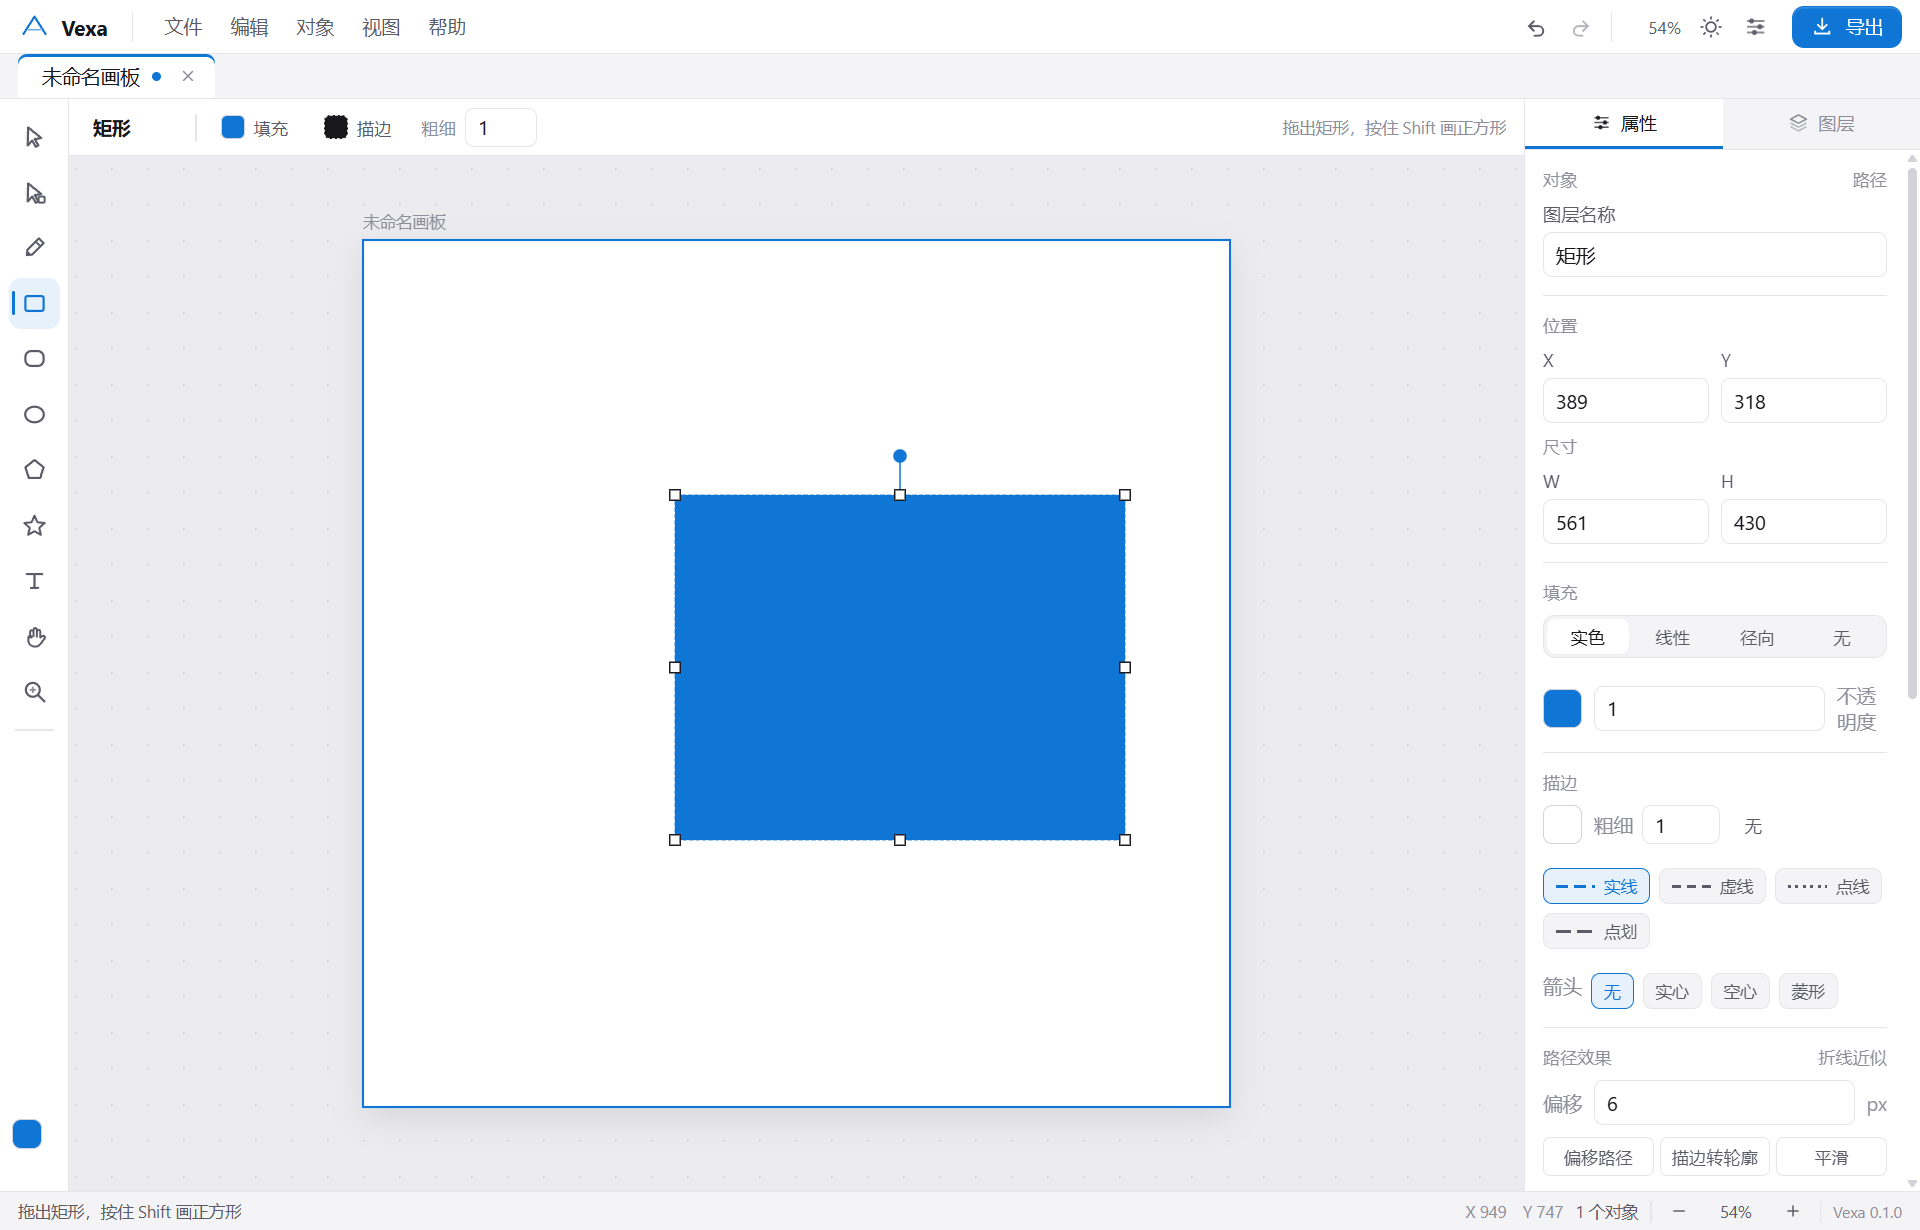 Vexa 文件 编辑 对象 视图 帮助 54% 导出
未命名画板
矩形 填充 描边 粗细 1 拖出矩形，按住 Shift 画正方形
属性 图层
未命名画板
对象 路径
图层名称
矩形
位置
X Y
389 318
尺寸
W H
561 430
填充
实色 线性 径向 无
1 不透
明度
描边
粗细 1 无
实线 虚线 点线
点划
箭头 无 实心 空心 菱形
路径效果 折线近似
偏移 6 px
偏移路径 描边转轮廓 平滑
拖出矩形，按住 Shift 画正方形 X 949 Y 747 1 个对象 54% Vexa 0.1.0